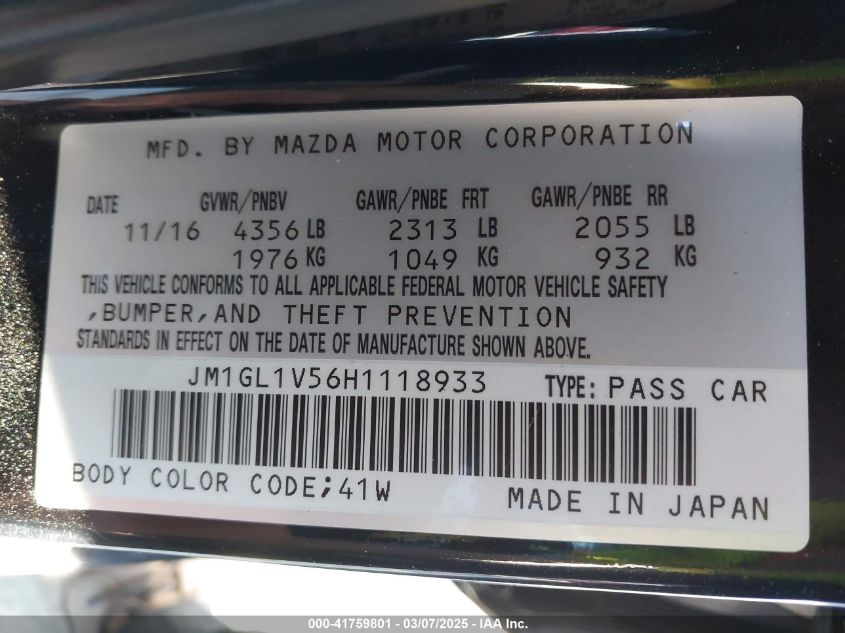 MFD. BY MAZDA MOTOR CORPORATION
DATE GVWR/PNBV GAWR/PNBE FRT GAWR/PNBE RR
11/16 4356 LB 2313 LB 2055 LB
1976 KG 1049 KG 932 KG
THIS VEHICLE CONFORMS TO ALL APPLICABLE FEDERAL MOTOR VEHICLE SAFETY
,BUMPER,AND THEFT PREVENTION
STANDARDS IN EFFECT ON THE DATE OF MANUFACTURE SHOWN ABOVE.
JM1GL1V56H1118933 TYPE: PASS CAR
BODY COLOR CODE;41W
MADE IN JAPAN
000-41759801 - 03/07/2025 - IAA Inc.